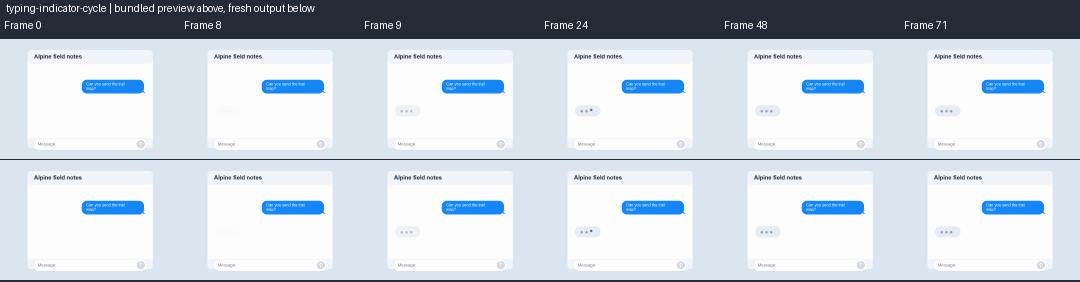 typing-indicator-cycle | bundled preview above, fresh output below
Frame 0
Frame 8
Frame 9
Frame 24
Frame 48
Frame 71
Alpine field notes
Alpine field notes
Alpine field notes
Alpine field notes
Alpine field notes
Alpine field notes
Can you send the trail
map?
Can you send the trail
map?
Can you send the trail
map?
Can you send the trail
map?
Can you send the trail
map?
Can you send the trail
map?
Message
Message
Message
Message
Message
Message
Alpine field notes
Alpine field notes
Alpine field notes
Alpine field notes
Alpine field notes
Alpine field notes
Can you send the trail
map?
Can you send the trail
map?
Can you send the trail
map?
Can you send the trail
map?
Can you send the trail
map?
Can you send the trail
map?
Message
Message
Message
Message
Message
Message